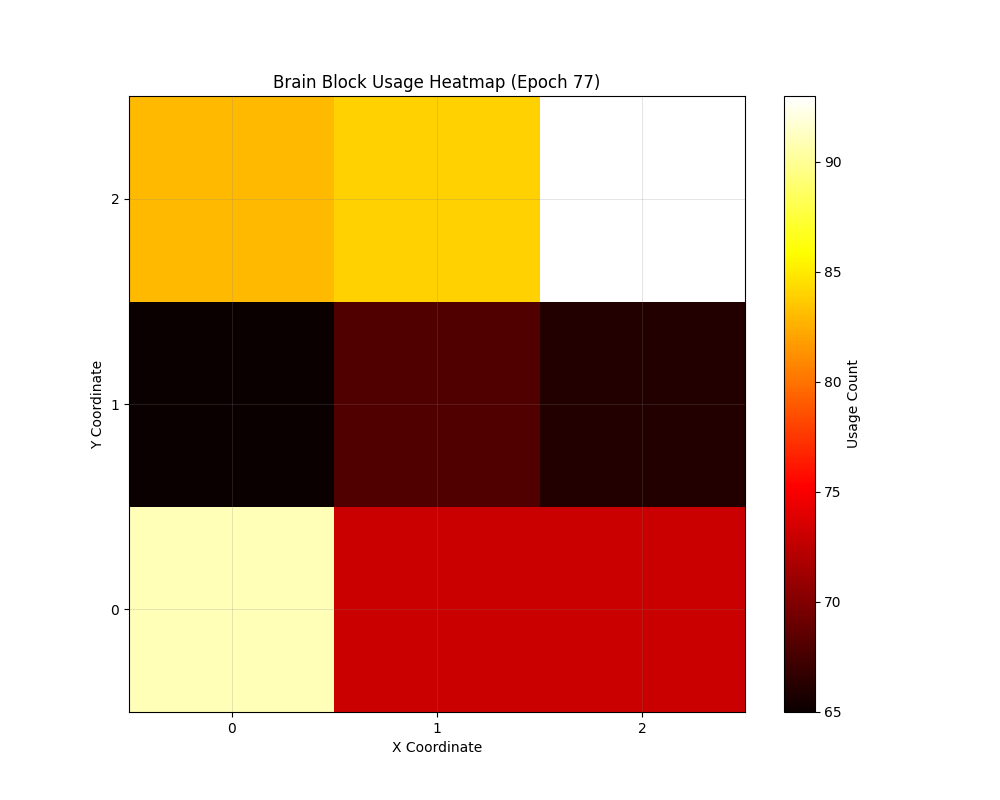 Brain Block Usage Heatmap (Epoch 77)
2
1
0
Y Coordinate
0 1 2
X Coordinate
90
85
80
75
70
65
Usage Count